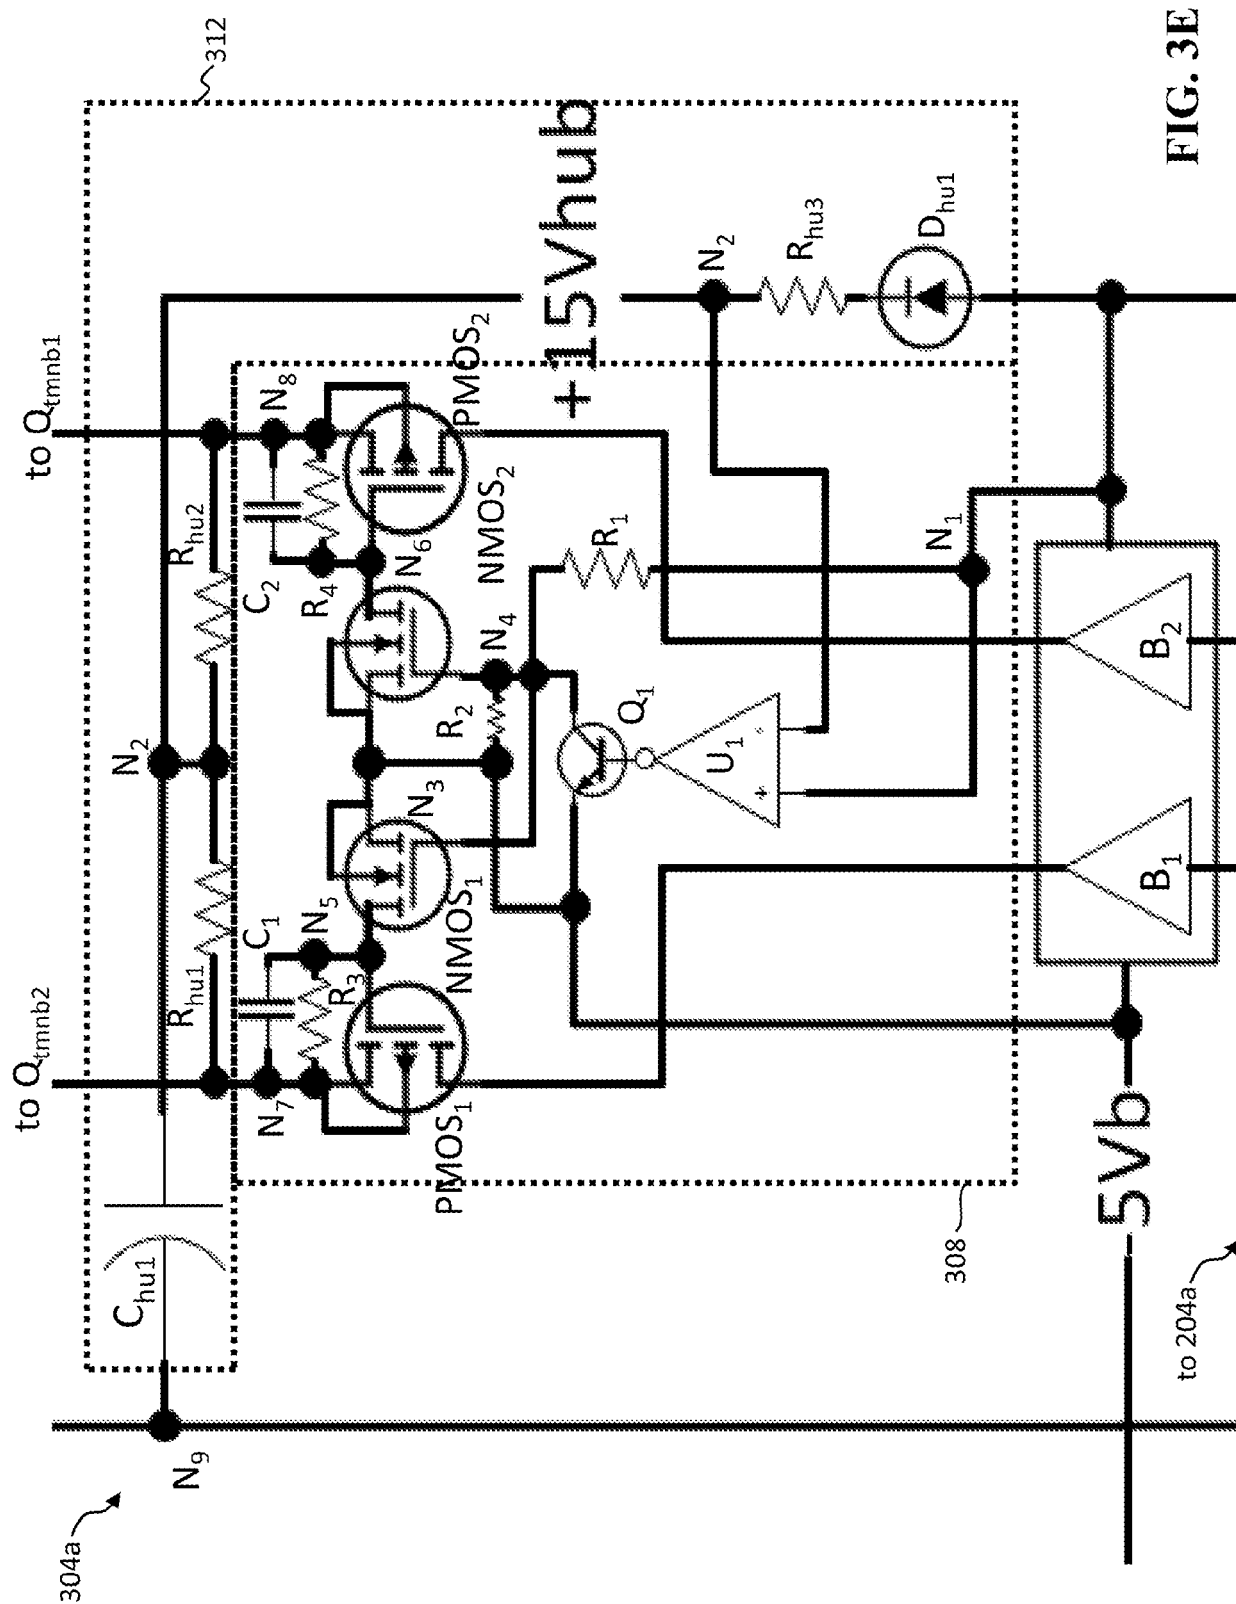 304a
N9
Chu1
312
to Qtmnb2
to Qtmnb1
N2
Rhu1
Rhu2
N7
C1
N5
R3
C2
R4
N8
N6
PMOS1
NMOS1
N3
NMOS2
PMOS2
R2
N4
Q1
U1
+
-
R1
N1
+15Vhub
N2
Rhu3
Dhu1
308
5Vb
B1
B2
to 204a
FIG. 3E